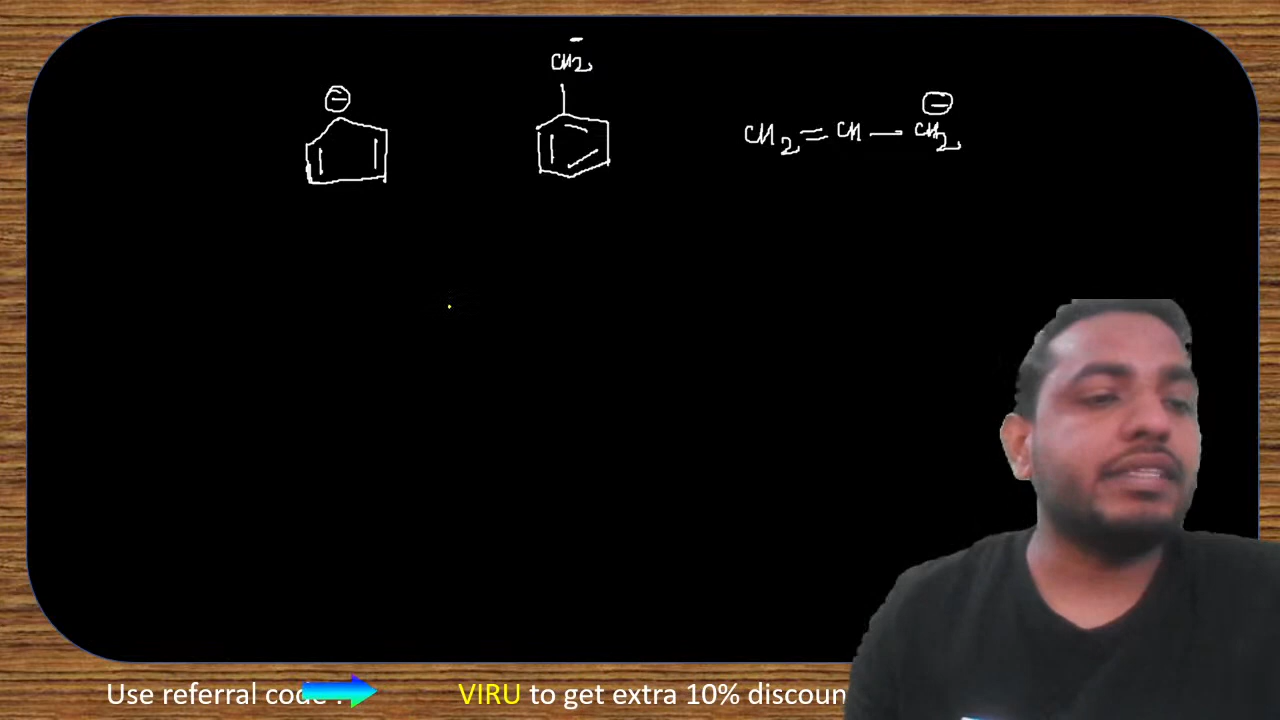 CH2
⊖
⊖
CH2=CH—CH2
Use referral code :
VIRU to get extra 10% discoun